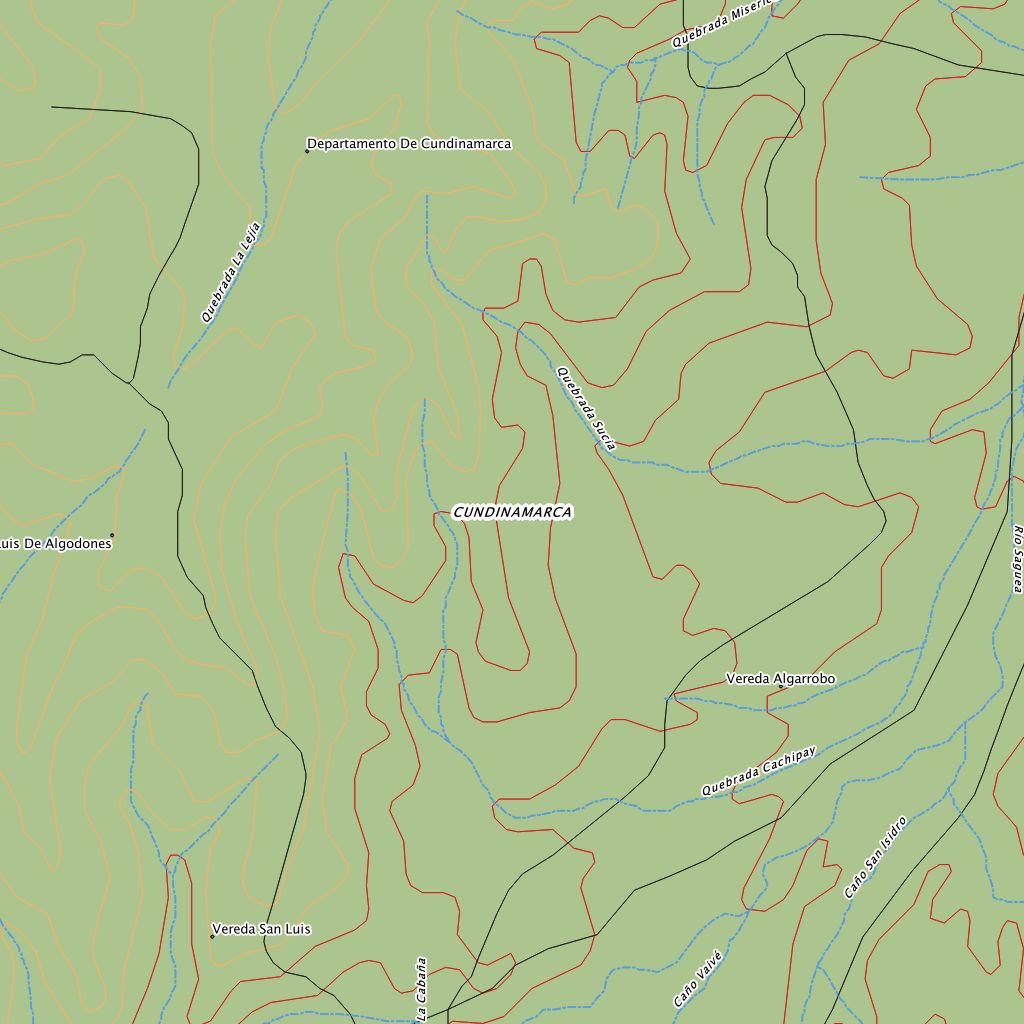 Quebrada Miseric
Departamento De Cundinamarca
Quebrada La Lejía
Quebrada Sucia
CUNDINAMARCA
uis De Algodones
Río Saguea
Vereda Algarrobo
Quebrada Cachipay
Caño San Isidro
Vereda San Luis
La Cabaña
Caño Vaivé